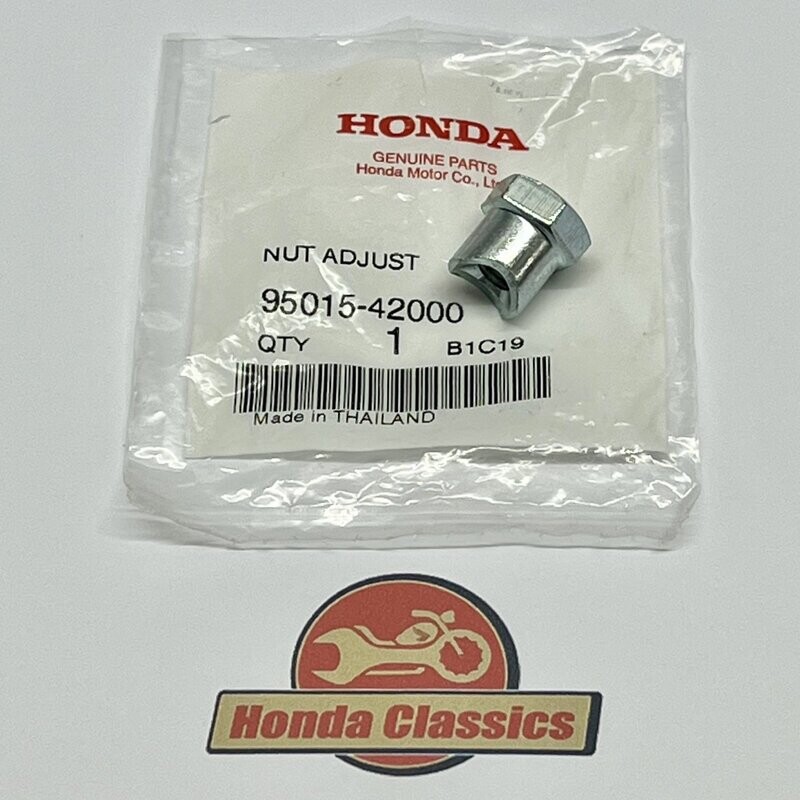 HONDA
GENUINE PARTS
Honda Motor Co., Ltd
NUT ADJUST
95015-42000
QTY 1 B1C19
Made in THAILAND
Honda Classics